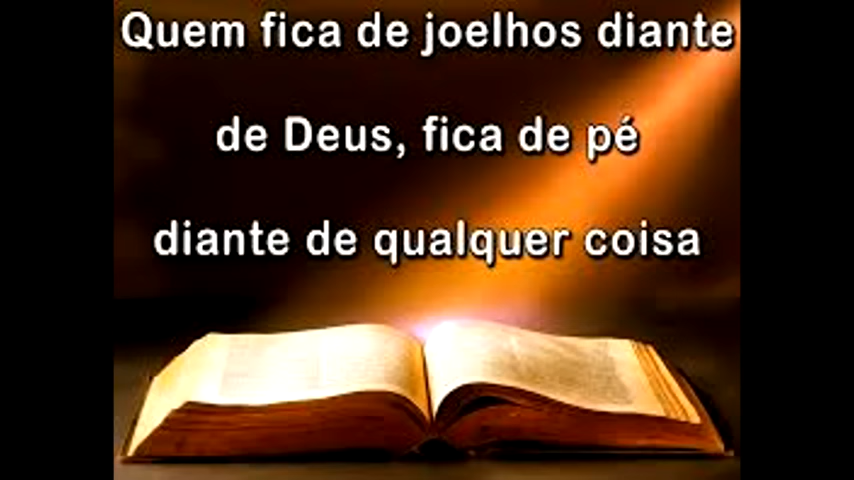 Quem fica de joelhos diante
de Deus, fica de pé
diante de qualquer coisa